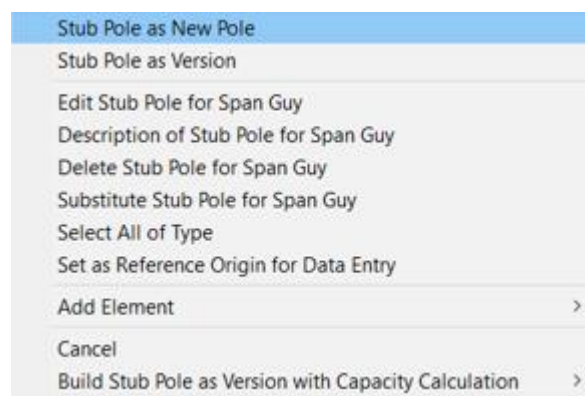 Stub Pole as New Pole
Stub Pole as Version
Edit Stub Pole for Span Guy
Description of Stub Pole for Span Guy
Delete Stub Pole for Span Guy
Substitute Stub Pole for Span Guy
Select All of Type
Set as Reference Origin for Data Entry
Add Element
Cancel
Build Stub Pole as Version with Capacity Calculation